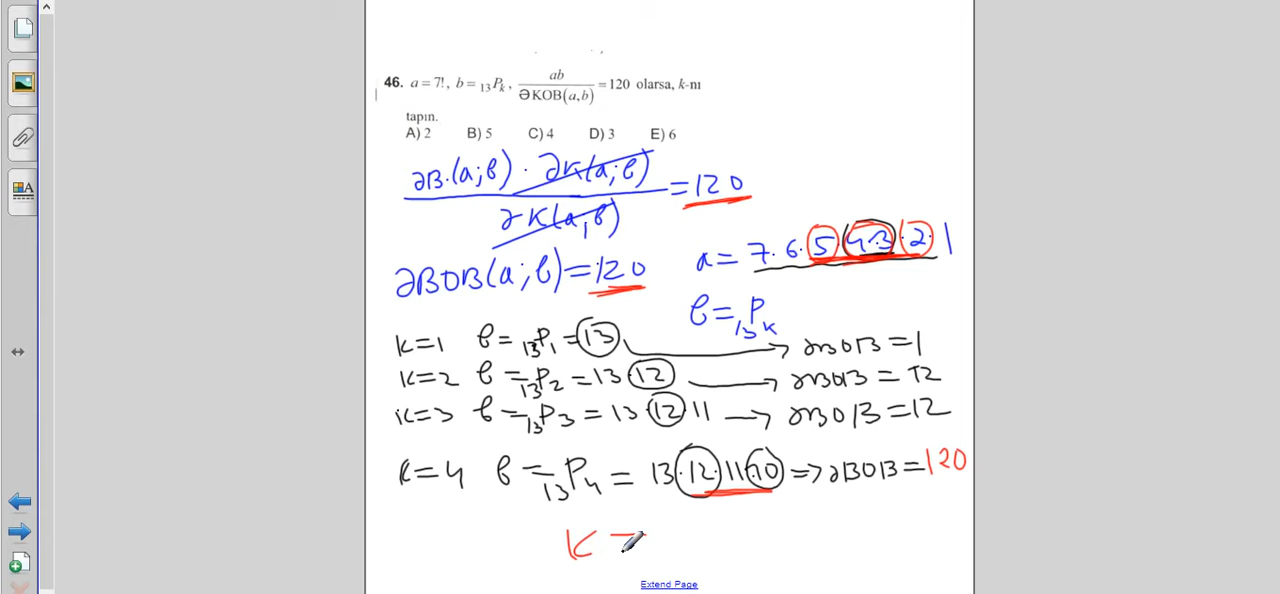 46. a = 7!, b = ₁₃Pₖ, ab / ƏKOB(a,b) = 120 olarsa, k-nı
tapın.
A) 2 B) 5 C) 4 D) 3 E) 6
ƏB.(a;b) · ƏK(a;b) / ƏK(a,b) = 120
a = 7·6·5·4·3·2·1
ƏBOB(a;b) = 120
b = ₁₃Pₖ
k=1 b = ₁₃P₁ = 13 → ƏBOB = 1
k=2 b = ₁₃P₂ = 13·12 → ƏBOB = 12
k=3 b = ₁₃P₃ = 13·12·11 → ƏBOB = 12
k=4 b = ₁₃P₄ = 13·12·11·10 ⇒ ƏBOB = 120
K =
Extend Page